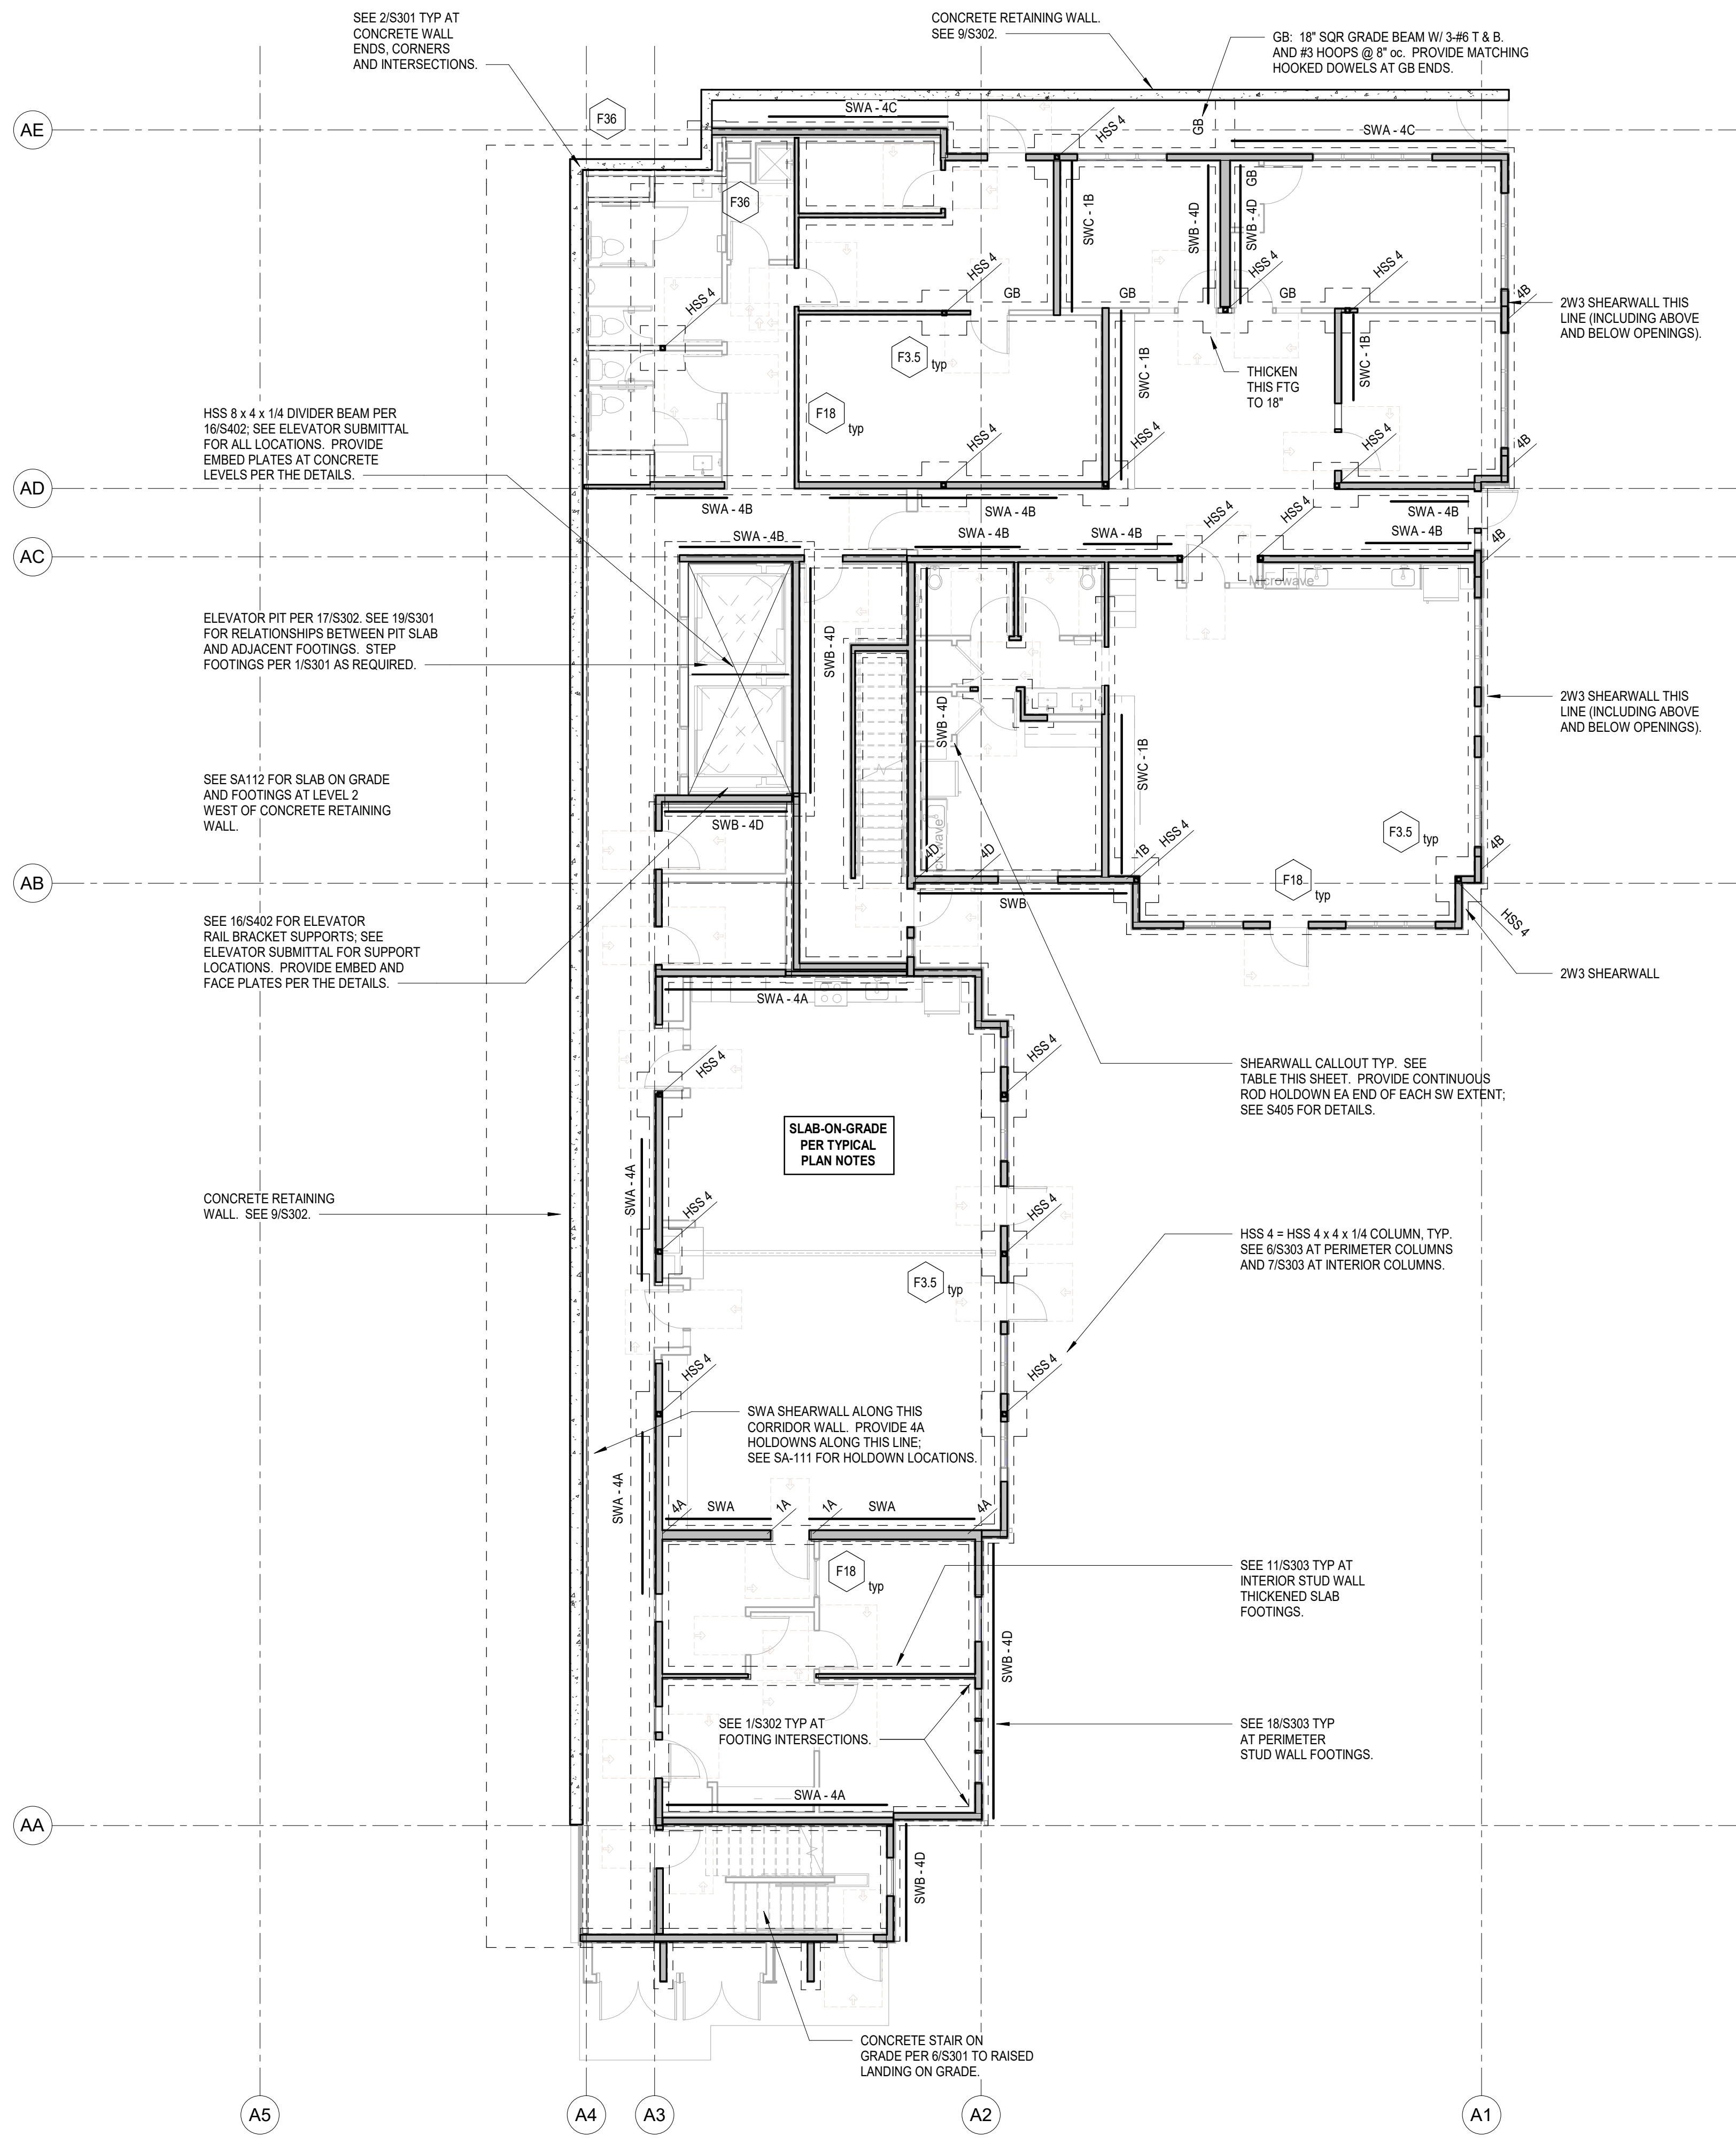 SEE 2/S301 TYP AT
CONCRETE WALL
ENDS, CORNERS
AND INTERSECTIONS.
CONCRETE RETAINING WALL.
SEE 9/S302.
GB:  18" SQR GRADE BEAM W/ 3-#6 T & B.
AND #3 HOOPS @ 8" oc.  PROVIDE MATCHING
HOOKED DOWELS AT GB ENDS.
AE
F36
SWA - 4C
HSS 4
GB
SWA - 4C
F36
SWC - 1B
SWB - 4D
GB
SWB - 4D
HSS 4
HSS 4
HSS 4
HSS 4
GB
GB
GB
4B
2W3 SHEARWALL THIS
LINE (INCLUDING ABOVE
AND BELOW OPENINGS).
F3.5
typ
SWC - 1B
SWC - 1B
THICKEN
THIS FTG
TO 18"
F18
typ
HSS 8 x 4 x 1/4 DIVIDER BEAM PER
16/S402; SEE ELEVATOR SUBMITTAL
FOR ALL LOCATIONS.  PROVIDE
EMBED PLATES AT CONCRETE
LEVELS PER THE DETAILS.
HSS 4
HSS 4
HSS 4
4B
AD
SWA - 4B
SWA - 4B
SWA - 4B
HSS 4
HSS 4
SWA - 4B
SWA - 4B
SWA - 4B
SWA - 4B
4B
AC
Microwave
ELEVATOR PIT PER 17/S302. SEE 19/S301
FOR RELATIONSHIPS BETWEEN PIT SLAB
AND ADJACENT FOOTINGS.  STEP
FOOTINGS PER 1/S301 AS REQUIRED.
SWB - 4D
SWB - 4D
SWC - 1B
2W3 SHEARWALL THIS
LINE (INCLUDING ABOVE
AND BELOW OPENINGS).
SEE SA112 FOR SLAB ON GRADE
AND FOOTINGS AT LEVEL 2
WEST OF CONCRETE RETAINING
WALL.
SWB - 4D
4D
4D
1B
HSS 4
F3.5
typ
4B
AB
F18
typ
SWB
HSS 4
SEE 16/S402 FOR ELEVATOR
RAIL BRACKET SUPPORTS; SEE
ELEVATOR SUBMITTAL FOR SUPPORT
LOCATIONS.  PROVIDE EMBED AND
FACE PLATES PER THE DETAILS.
2W3 SHEARWALL
SWA - 4A
HSS 4
HSS 4
SHEARWALL CALLOUT TYP.  SEE
TABLE THIS SHEET.  PROVIDE CONTINUOUS
ROD HOLDOWN EA END OF EACH SW EXTENT;
SEE S405 FOR DETAILS.
SLAB-ON-GRADE
PER TYPICAL
PLAN NOTES
SWA - 4A
CONCRETE RETAINING
WALL.  SEE 9/S302.
HSS 4
HSS 4
HSS 4 = HSS 4 x 4 x 1/4 COLUMN, TYP.
SEE 6/S303 AT PERIMETER COLUMNS
AND 7/S303 AT INTERIOR COLUMNS.
F3.5
typ
HSS 4
HSS 4
SWA SHEARWALL ALONG THIS
CORRIDOR WALL.  PROVIDE 4A
HOLDOWNS ALONG THIS LINE;
SEE SA-111 FOR HOLDOWN LOCATIONS.
SWA - 4A
4A
SWA
1A
1A
SWA
4A
F18
typ
SEE 11/S303 TYP AT
INTERIOR STUD WALL
THICKENED SLAB
FOOTINGS.
SWB - 4D
SEE 1/S302 TYP AT
FOOTING INTERSECTIONS.
SEE 18/S303 TYP
AT PERIMETER
STUD WALL FOOTINGS.
SWA - 4A
AA
SWB - 4D
CONCRETE STAIR ON
GRADE PER 6/S301 TO RAISED
LANDING ON GRADE.
A5
A4
A3
A2
A1